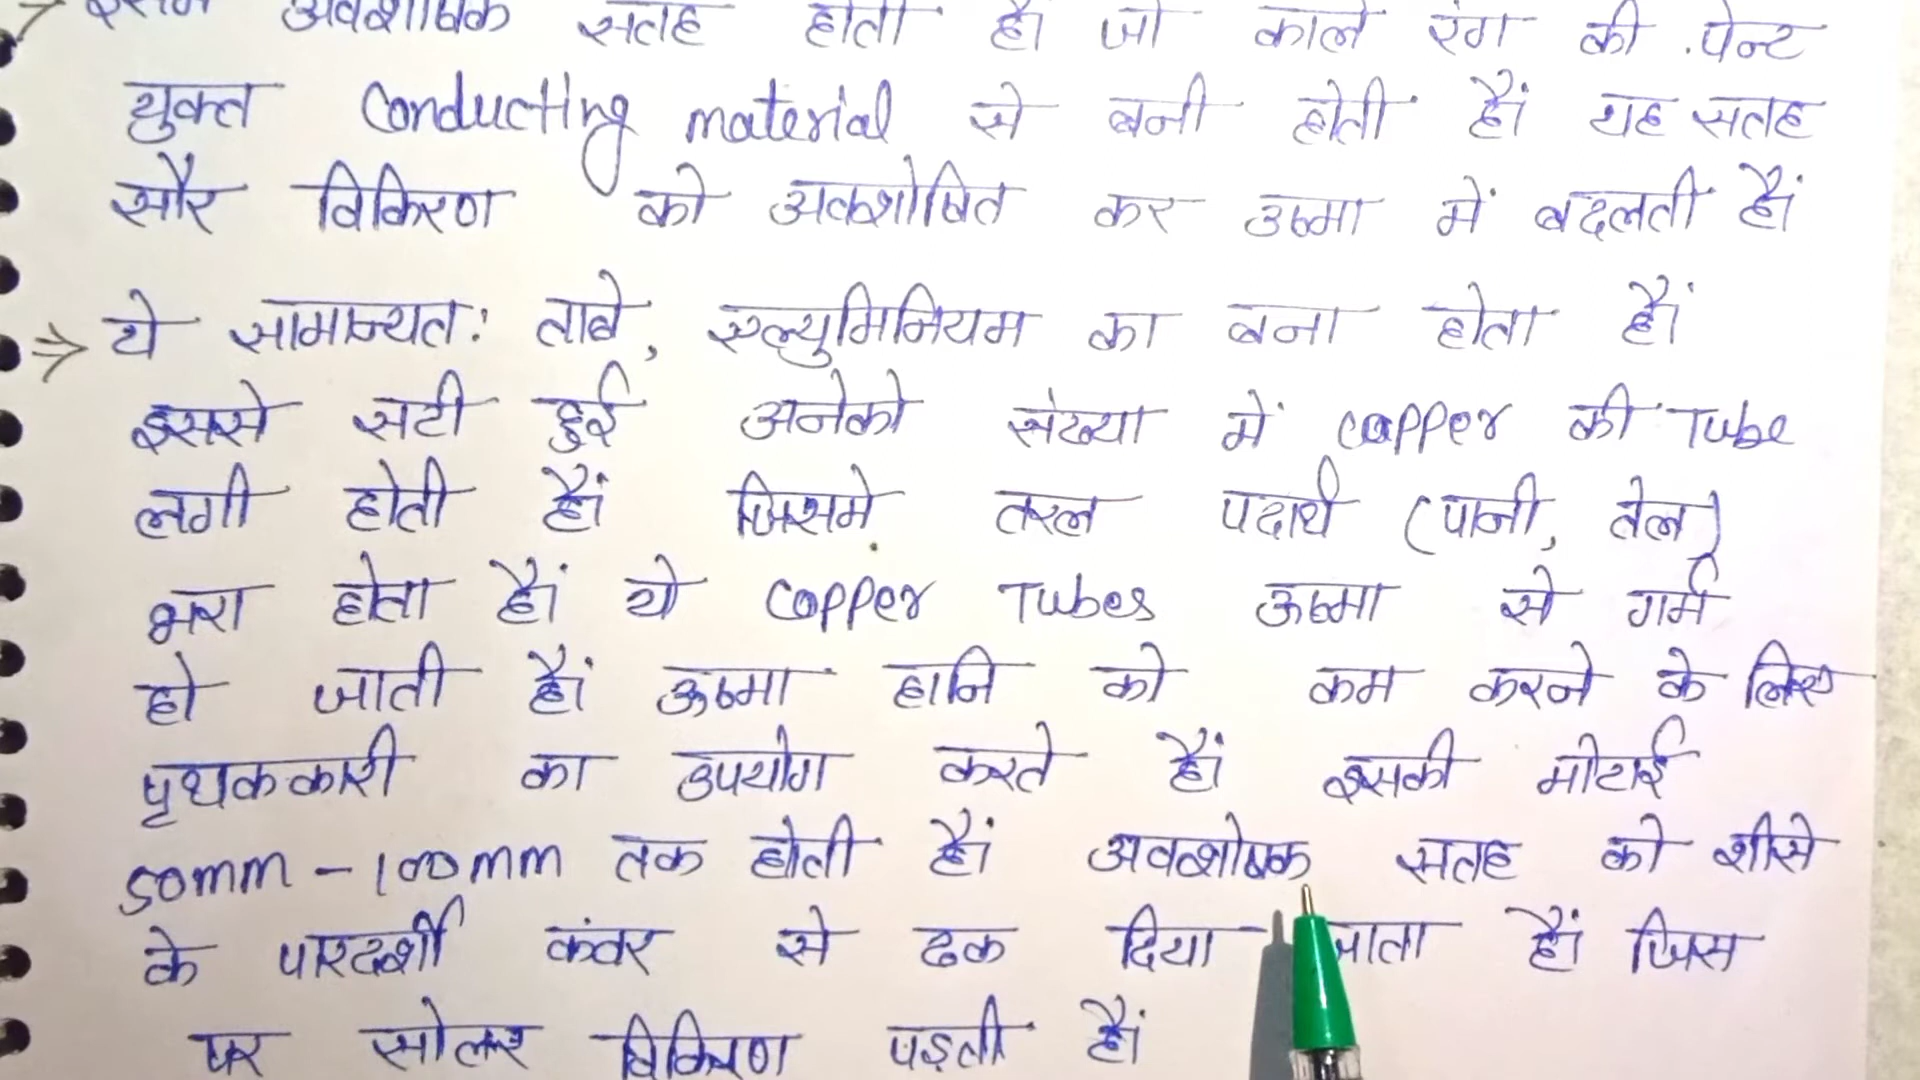 इसमे अवशोषक सतह होती हैं जो काले रंग की पेन्ट
युक्त Conducting material से बनी होती हैं यह सतह
सौर विकिरण को अवशोषित कर उष्मा में बदलती हैं
⇒ ये सामान्यत: ताबे, एल्युमिनियम का बना होता हैं
इससे सटी हुई अनेको संख्या में copper की Tube
लगी होती हैं जिसमे तरल पदार्थ (पानी, तेल)
भरा होता हैं ये Copper Tubes ऊष्मा से गर्म
हो जाती हैं ऊष्मा हानि को कम करने के लिए
पृथककारी का उपयोग करते हैं इसकी मोटाई
50mm - 100mm तक होती हैं अवशोषक सतह को शीसे
के पारदर्शी कंवर से ढक दिया जाता हैं जिस
पर सोलर विकिरण पड़ती हैं